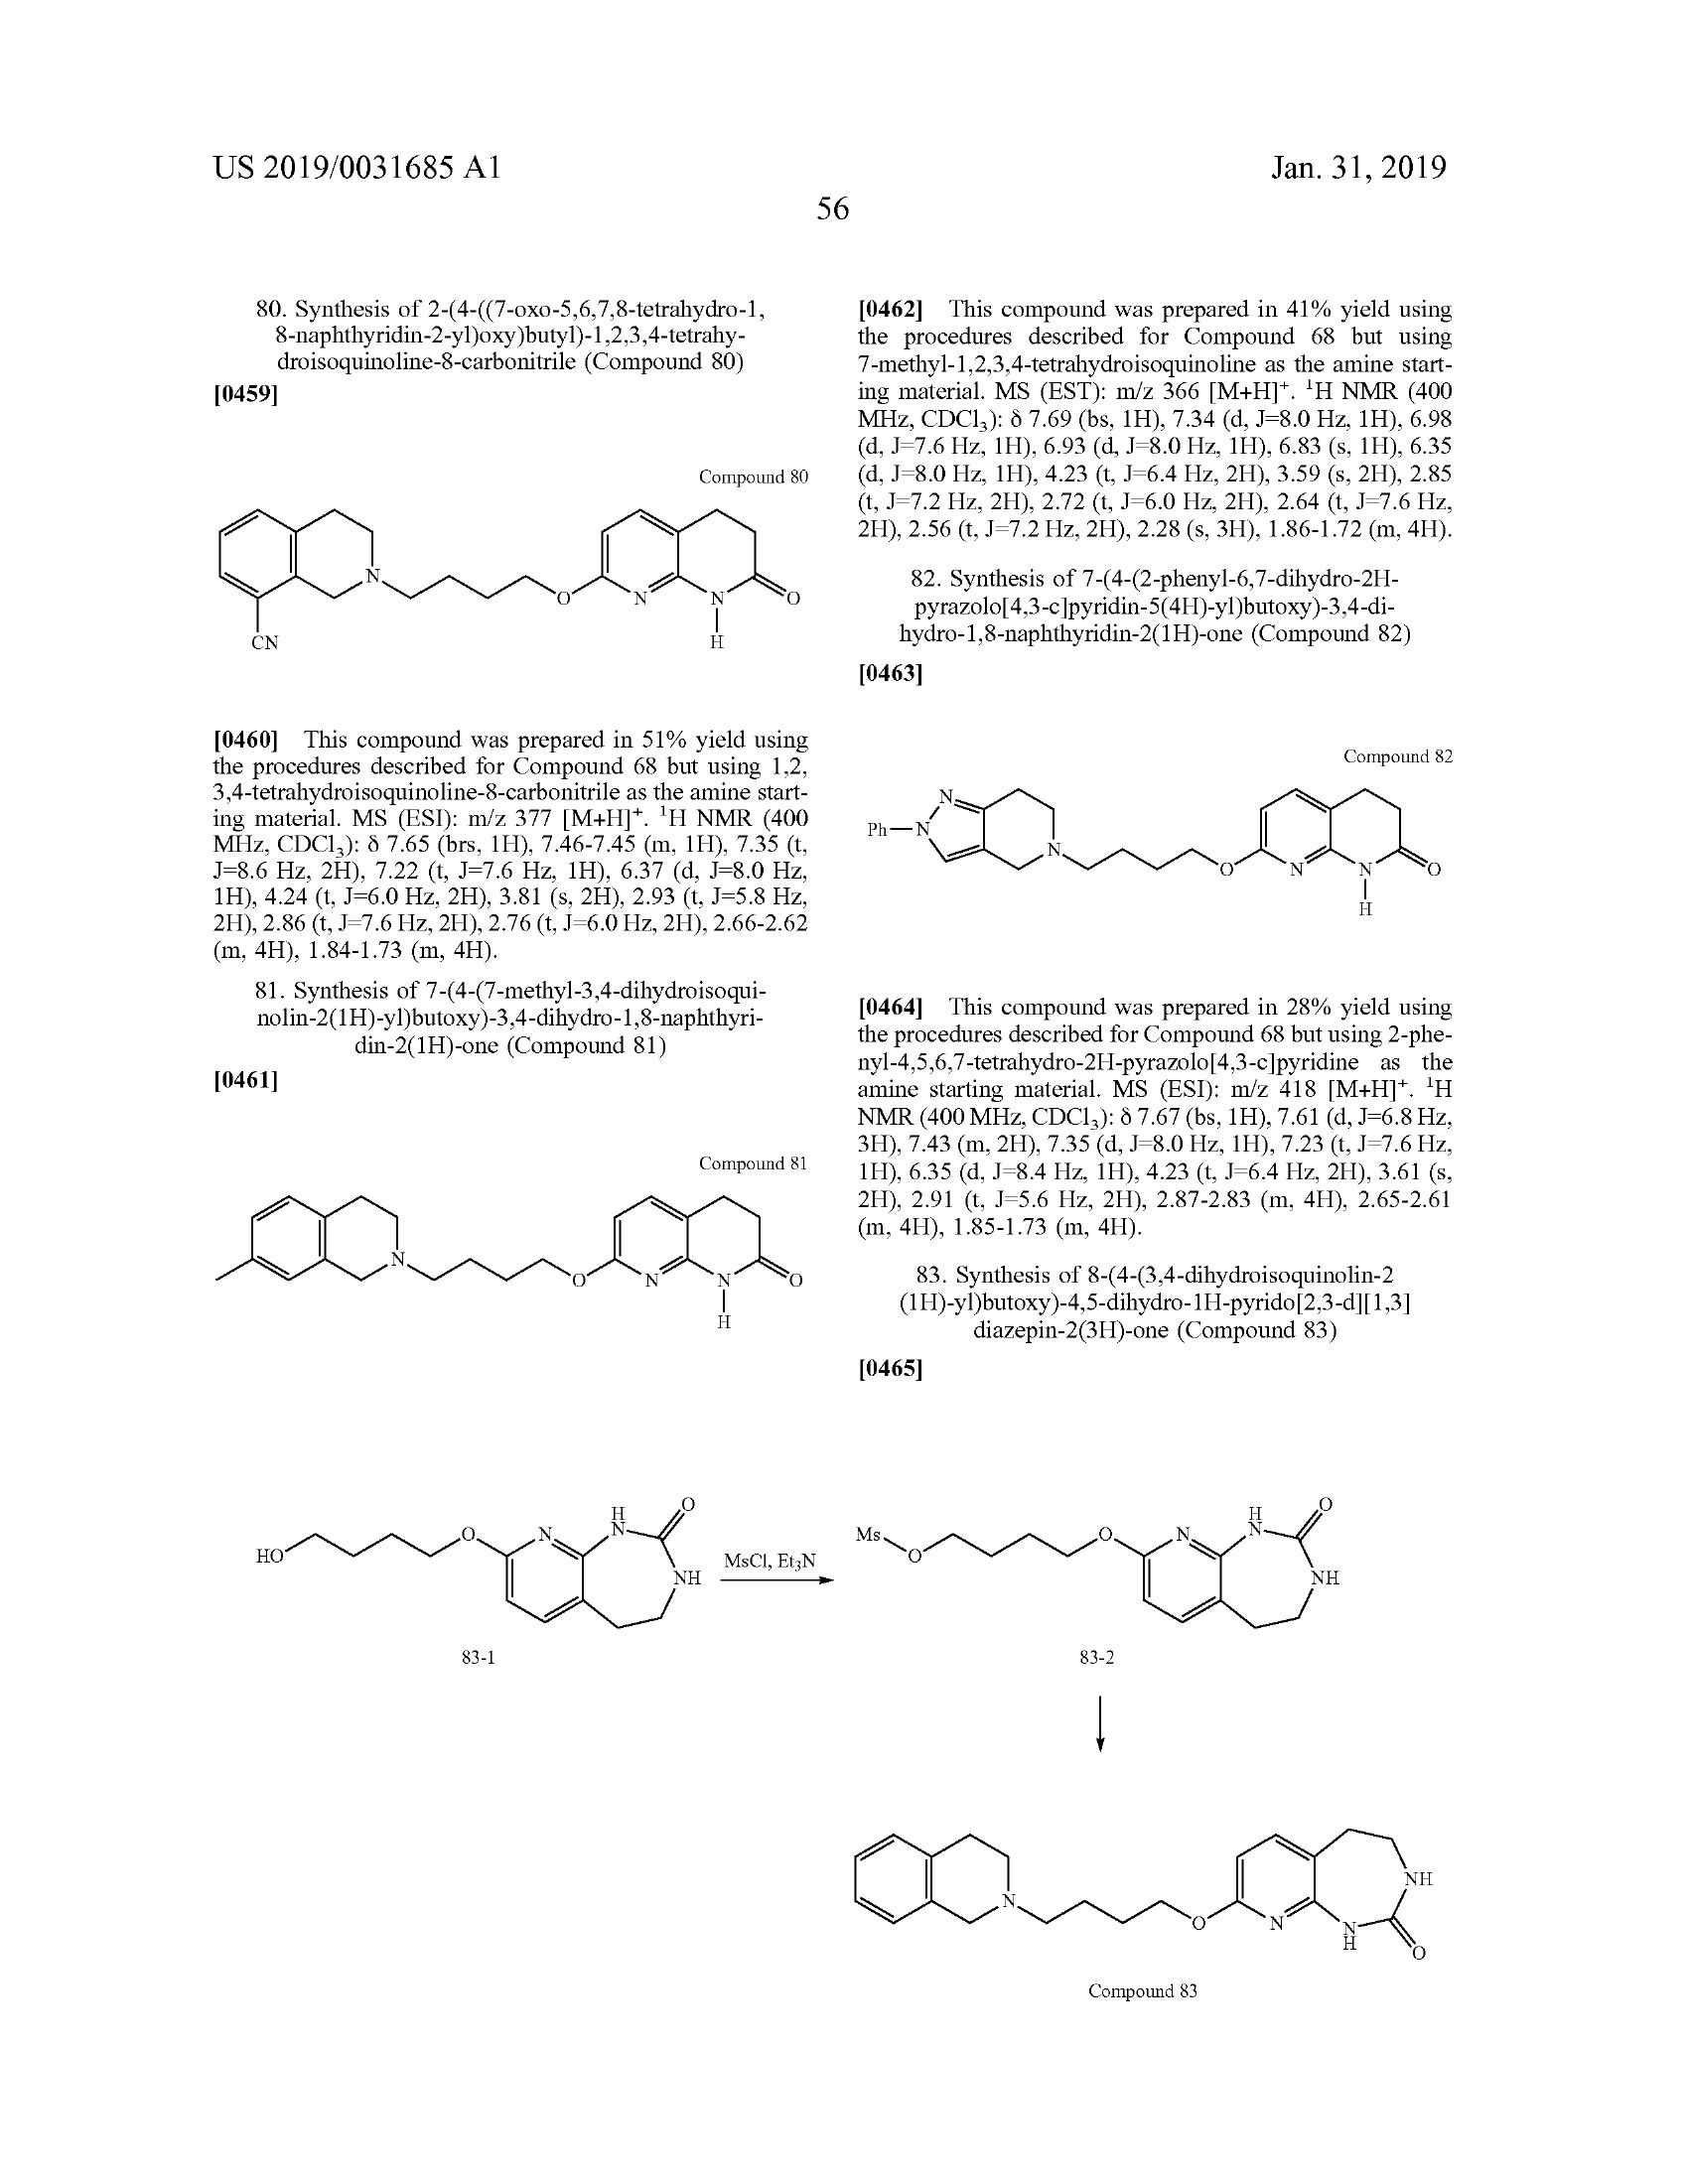 US 2019/0031685 A1
Jan. 31, 2019
56
80. Synthesis of 2-(4-((7-oxo-5,6,7,8-tetrahydro-1,
8-naphthyridin-2-yl)oxy)butyl)-1,2,3,4-tetrahy-
droisoquinoline-8-carbonitrile (Compound 80)
[0459]
Compound 80
N
O
N
N
H
O
CN
[0460] This compound was prepared in 51% yield using
the procedures described for Compound 68 but using 1,2,
3,4-tetrahydroisoquinoline-8-carbonitrile as the amine start-
ing material. MS (ESI): m/z 377 [M+H]⁺. ¹H NMR (400
MHz, CDCl₃): δ 7.65 (brs, 1H), 7.46-7.45 (m, 1H), 7.35 (t,
J=8.6 Hz, 2H), 7.22 (t, J=7.6 Hz, 1H), 6.37 (d, J=8.0 Hz,
1H), 4.24 (t, J=6.0 Hz, 2H), 3.81 (s, 2H), 2.93 (t, J=5.8 Hz,
2H), 2.86 (t, J=7.6 Hz, 2H), 2.76 (t, J=6.0 Hz, 2H), 2.66-2.62
(m, 4H), 1.84-1.73 (m, 4H).
81. Synthesis of 7-(4-(7-methyl-3,4-dihydroisoqui-
nolin-2(1H)-yl)butoxy)-3,4-dihydro-1,8-naphthyri-
din-2(1H)-one (Compound 81)
[0461]
Compound 81
N
O
N
N
H
O
[0462] This compound was prepared in 41% yield using
the procedures described for Compound 68 but using
7-methyl-1,2,3,4-tetrahydroisoquinoline as the amine start-
ing material. MS (EST): m/z 366 [M+H]⁺. ¹H NMR (400
MHz, CDCl₃): δ 7.69 (bs, 1H), 7.34 (d, J=8.0 Hz, 1H), 6.98
(d, J=7.6 Hz, 1H), 6.93 (d, J=8.0 Hz, 1H), 6.83 (s, 1H), 6.35
(d, J=8.0 Hz, 1H), 4.23 (t, J=6.4 Hz, 2H), 3.59 (s, 2H), 2.85
(t, J=7.2 Hz, 2H), 2.72 (t, J=6.0 Hz, 2H), 2.64 (t, J=7.6 Hz,
2H), 2.56 (t, J=7.2 Hz, 2H), 2.28 (s, 3H), 1.86-1.72 (m, 4H).
82. Synthesis of 7-(4-(2-phenyl-6,7-dihydro-2H-
pyrazolo[4,3-c]pyridin-5(4H)-yl)butoxy)-3,4-di-
hydro-1,8-naphthyridin-2(1H)-one (Compound 82)
[0463]
Compound 82
N
Ph
N
N
O
N
N
H
O
[0464] This compound was prepared in 28% yield using
the procedures described for Compound 68 but using 2-phe-
nyl-4,5,6,7-tetrahydro-2H-pyrazolo[4,3-c]pyridine as the
amine starting material. MS (ESI): m/z 418 [M+H]⁺. ¹H
NMR (400 MHz, CDCl₃): δ 7.67 (bs, 1H), 7.61 (d, J=6.8 Hz,
3H), 7.43 (m, 2H), 7.35 (d, J=8.0 Hz, 1H), 7.23 (t, J=7.6 Hz,
1H), 6.35 (d, J=8.4 Hz, 1H), 4.23 (t, J=6.4 Hz, 2H), 3.61 (s,
2H), 2.91 (t, J=5.6 Hz, 2H), 2.87-2.83 (m, 4H), 2.65-2.61
(m, 4H), 1.85-1.73 (m, 4H).
83. Synthesis of 8-(4-(3,4-dihydroisoquinolin-2
(1H)-yl)butoxy)-4,5-dihydro-1H-pyrido[2,3-d][1,3]
diazepin-2(3H)-one (Compound 83)
[0465]
HO
O
N
H
N
O
NH
83-1
MsCl, Et₃N
Ms
O
O
N
H
N
O
NH
83-2
N
O
N
N
H
NH
O
Compound 83